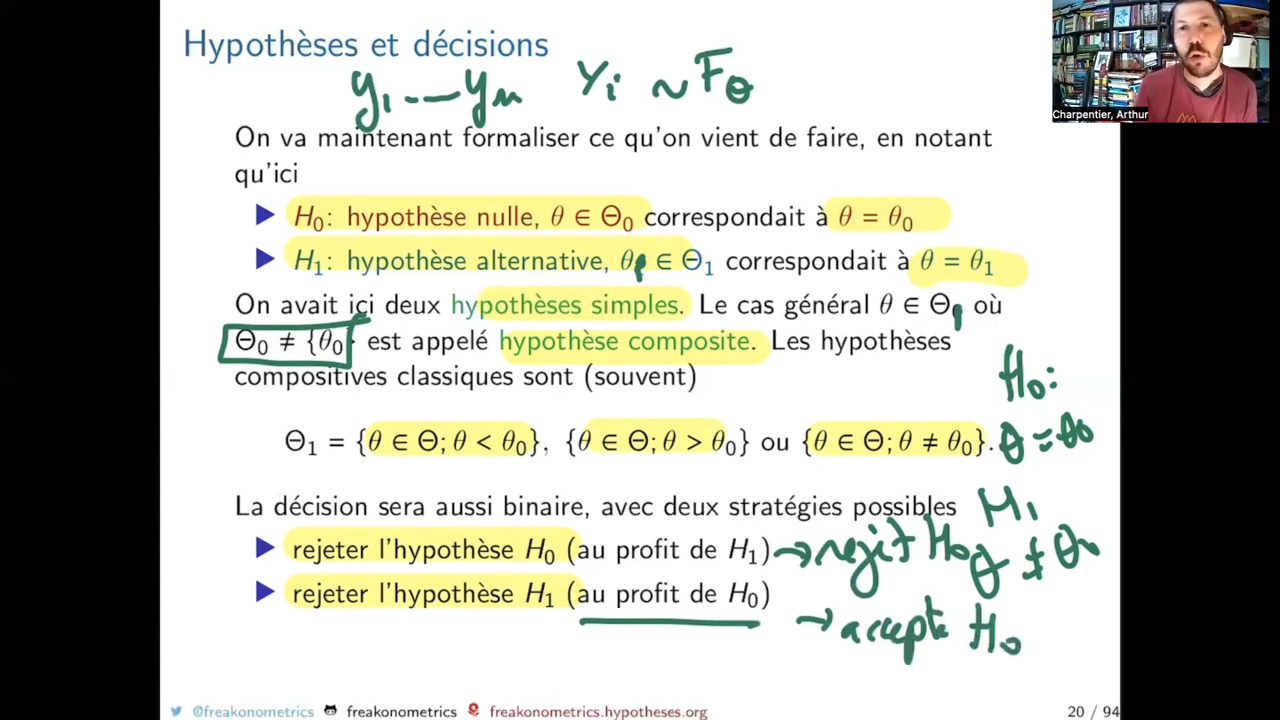 Hypothèses et décisions
y1 ... yn Yi ~ Fθ
Charpentier, Arthur
On va maintenant formaliser ce qu'on vient de faire, en notant
qu'ici
▶ H₀: hypothèse nulle, θ ∈ Θ₀ correspondait à θ = θ₀
▶ H₁: hypothèse alternative, θ ∈ Θ₁ correspondait à θ = θ₁
On avait ici deux hypothèses simples. Le cas général θ ∈ Θ où
Θ₀ ≠ {θ₀} est appelé hypothèse composite. Les hypothèses
compositives classiques sont (souvent)
H₀:
θ = θ₀
Θ₁ = {θ ∈ Θ; θ < θ₀}, {θ ∈ Θ; θ > θ₀} ou {θ ∈ Θ; θ ≠ θ₀}.
La décision sera aussi binaire, avec deux stratégies possibles
H₁
θ ≠ θ₀
▶ rejeter l'hypothèse H₀ (au profit de H₁) → rejet H₀
▶ rejeter l'hypothèse H₁ (au profit de H₀)
→ accepte H₀
@freakonometrics freakonometrics freakonometrics.hypotheses.org
20 / 94